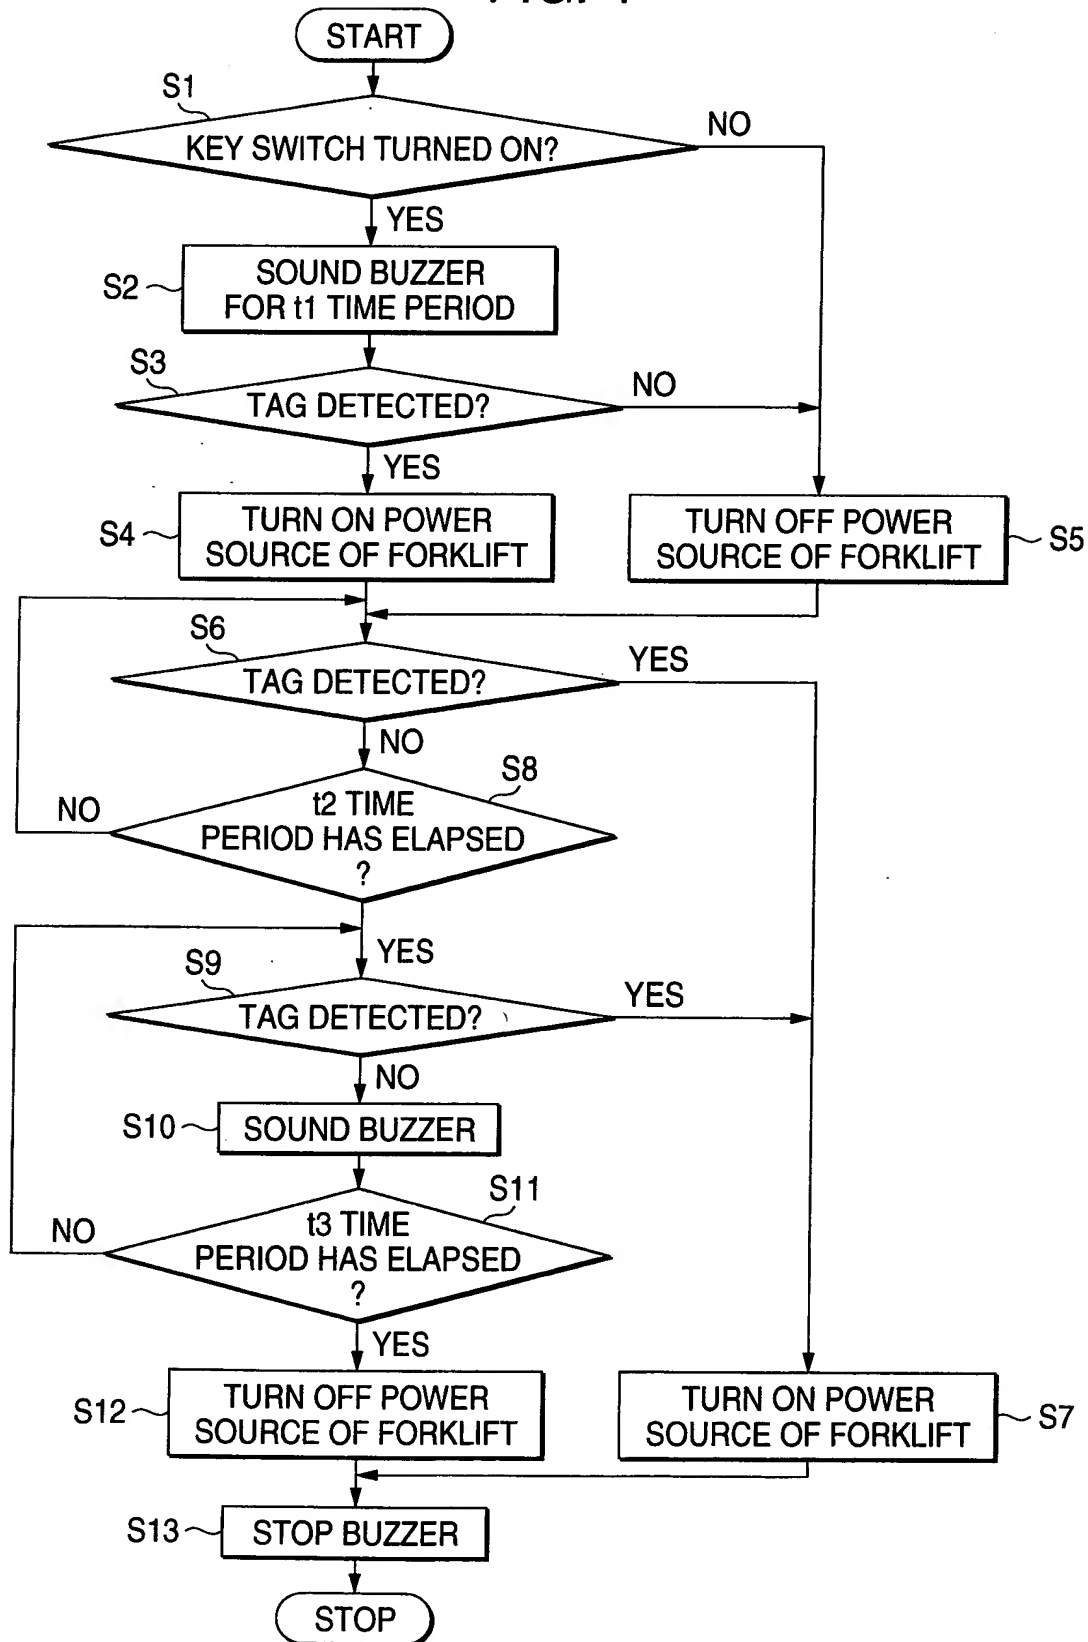 START
S1
KEY SWITCH TURNED ON?
NO
YES
S2
SOUND BUZZER
FOR t1 TIME PERIOD
S3
TAG DETECTED?
NO
YES
S4
TURN ON POWER
SOURCE OF FORKLIFT
TURN OFF POWER
SOURCE OF FORKLIFT
S5
S6
TAG DETECTED?
YES
NO
S8
t2 TIME
PERIOD HAS ELAPSED
?
NO
YES
S9
TAG DETECTED?
YES
NO
S10
SOUND BUZZER
S11
t3 TIME
PERIOD HAS ELAPSED
?
NO
YES
S12
TURN OFF POWER
SOURCE OF FORKLIFT
TURN ON POWER
SOURCE OF FORKLIFT
S7
S13
STOP BUZZER
STOP